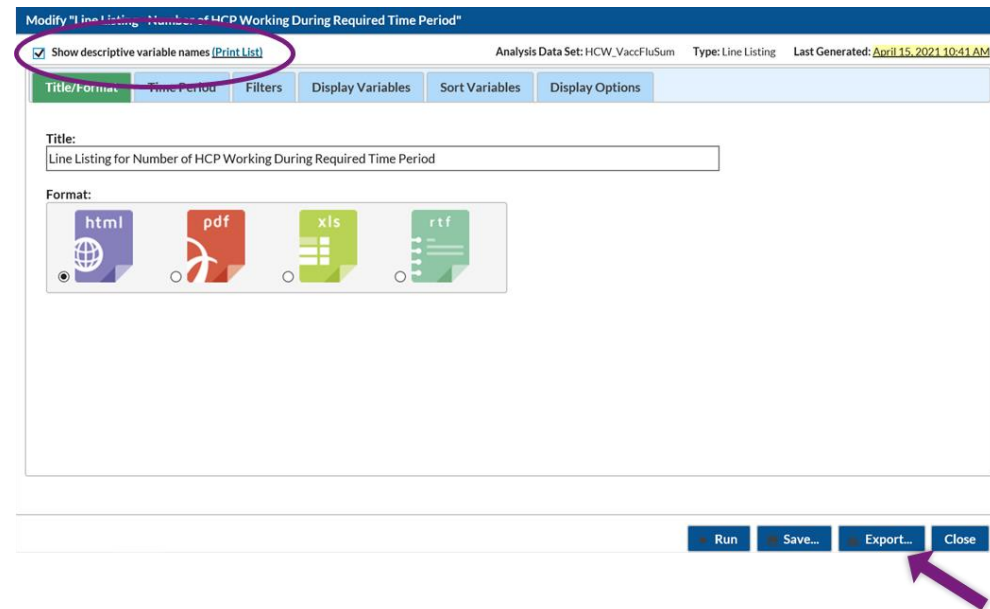 Modify "Line Listing - Number of HCP Working During Required Time Period"
Show descriptive variable names (Print List) Analysis Data Set: HCW_VaccFluSum Type: Line Listing Last Generated: April 15, 2021 10:41 AM
Title/Format Time Period Filters Display Variables Sort Variables Display Options
Title:
Line Listing for Number of HCP Working During Required Time Period
Format:
html pdf xls rtf
Run Save... Export... Close